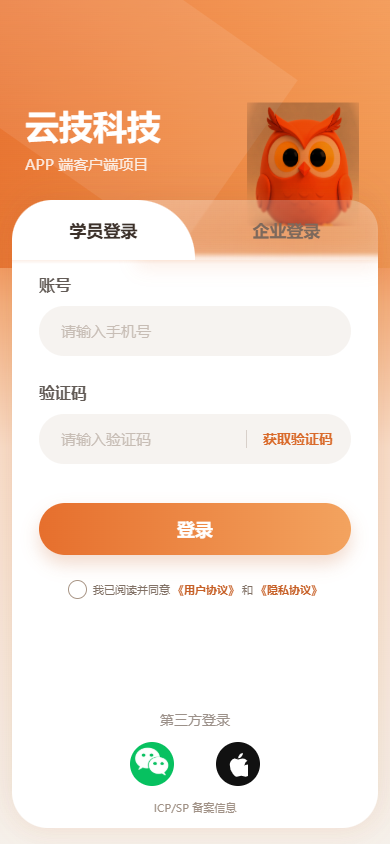 云技科技
APP 端客户端项目
学员登录
企业登录
账号
请输入手机号
验证码
请输入验证码
获取验证码
登录
我已阅读并同意《用户协议》和《隐私协议》
第三方登录
ICP/SP 备案信息